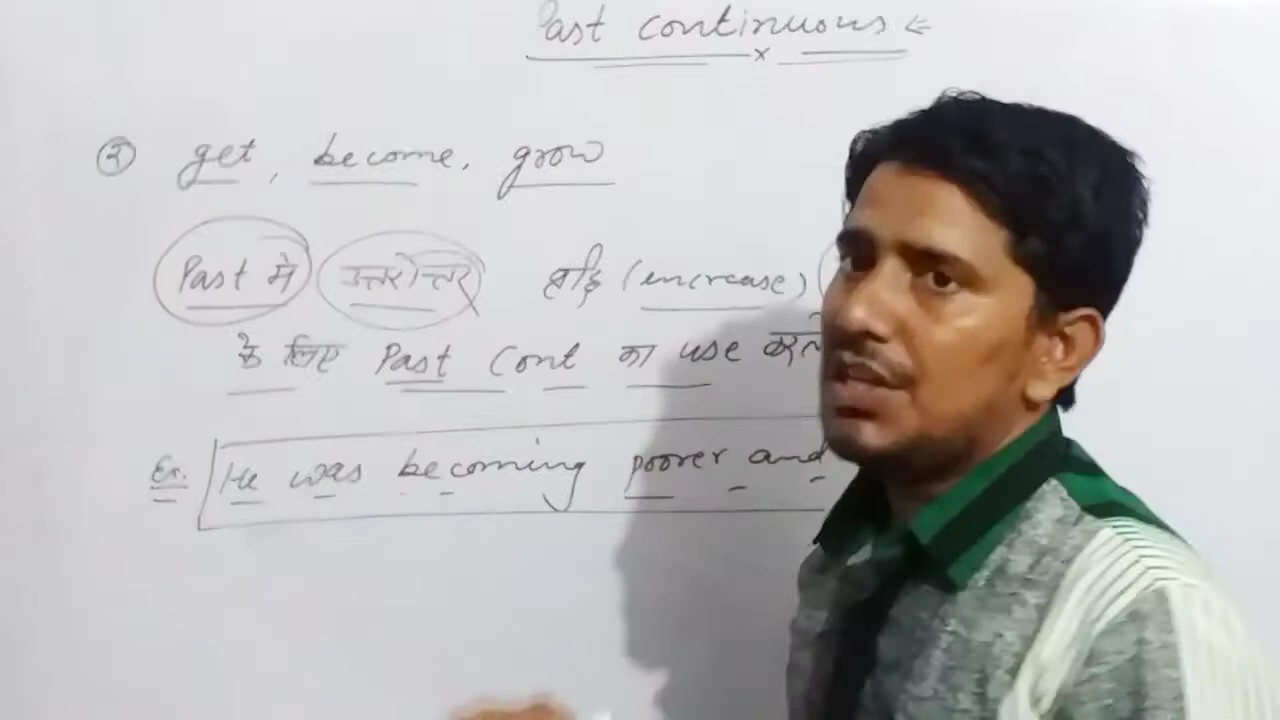 Past continuous
② get, become, grow
Past में उत्तरोत्तर वृद्धि (increase)
के लिए Past Cont का use
Ex. He was becoming poorer and